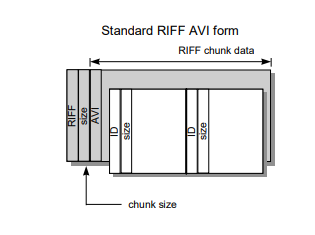 Standard RIFF AVI form
RIFF chunk data
RIFF
size
AVI
ID
size
ID
size
chunk size